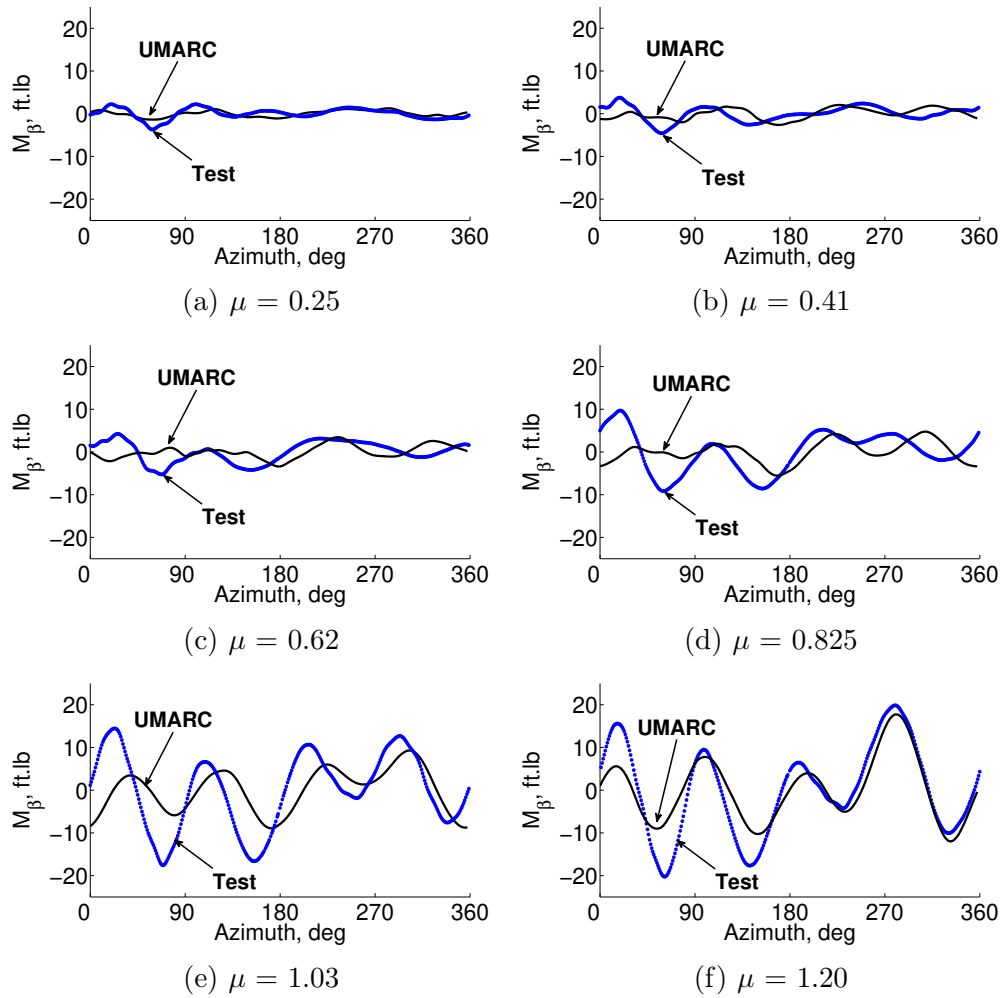 20
10
0
−10
−20
M_β, ft.lb
UMARC
Test
0 90 180 270 360
Azimuth, deg
(a) μ = 0.25
20
10
0
−10
−20
M_β, ft.lb
UMARC
Test
0 90 180 270 360
Azimuth, deg
(b) μ = 0.41
20
10
0
−10
−20
M_β, ft.lb
UMARC
Test
0 90 180 270 360
Azimuth, deg
(c) μ = 0.62
20
10
0
−10
−20
M_β, ft.lb
UMARC
Test
0 90 180 270 360
Azimuth, deg
(d) μ = 0.825
20
10
0
−10
−20
M_β, ft.lb
UMARC
Test
0 90 180 270 360
Azimuth, deg
(e) μ = 1.03
20
10
0
−10
−20
M_β, ft.lb
UMARC
Test
0 90 180 270 360
Azimuth, deg
(f) μ = 1.20